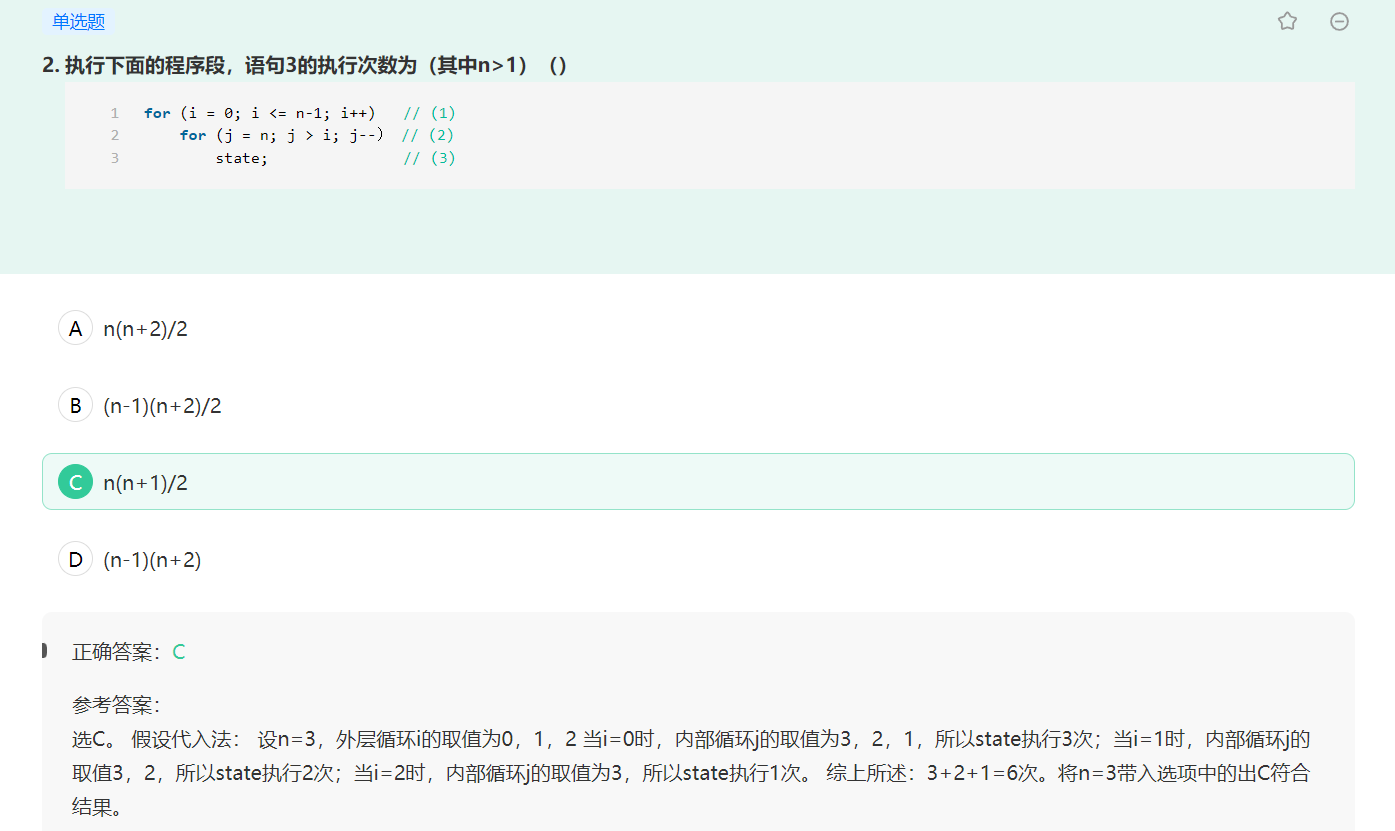 单选题
2. 执行下面的程序段，语句3的执行次数为（其中n>1）（）
1 for (i = 0; i <= n-1; i++) // (1)
2 for (j = n; j > i; j--) // (2)
3 state; // (3)
A n(n+2)/2
B (n-1)(n+2)/2
C n(n+1)/2
D (n-1)(n+2)
正确答案：C
参考答案：
选C。 假设代入法： 设n=3，外层循环i的取值为0，1，2 当i=0时，内部循环j的取值为3，2，1，所以state执行3次；当i=1时，内部循环j的
取值3，2，所以state执行2次；当i=2时，内部循环j的取值为3，所以state执行1次。 综上所述：3+2+1=6次。将n=3带入选项中的出C符合
结果。